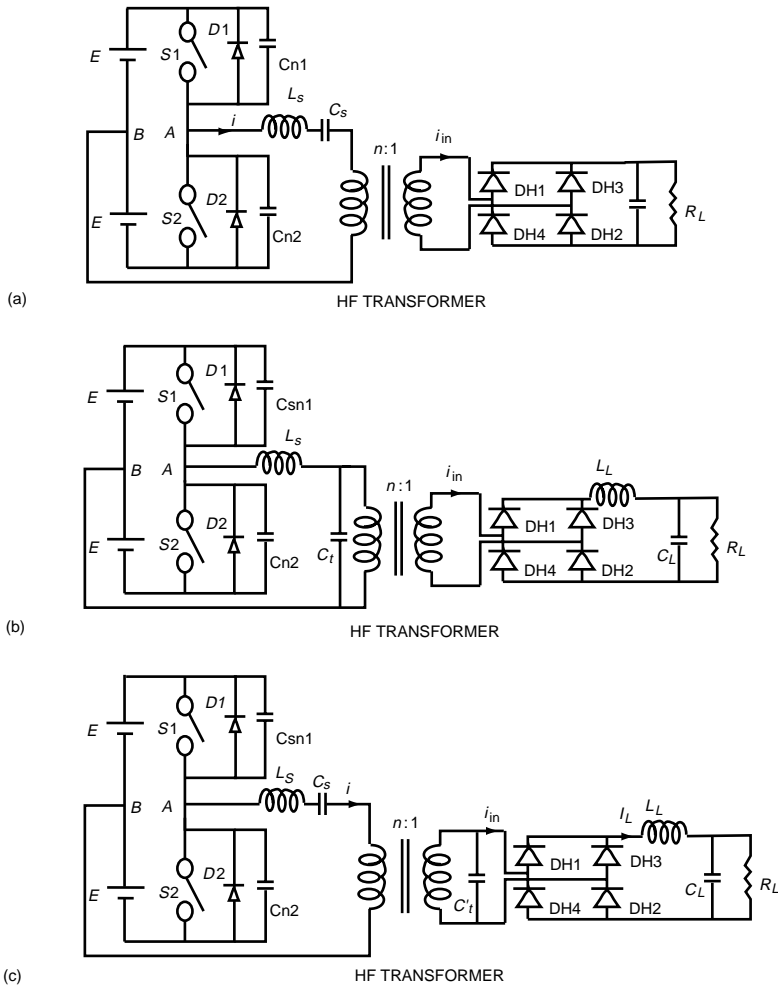 D1
E
S1
Cn1
Ls
Cs
i
n:1
iin
B
A
DH1
DH3
D2
E
S2
Cn2
DH4
DH2
RL
(a)
HF TRANSFORMER
D1
E
S1
Csn1
Ls
B
A
n:1
iin
LL
DH1
DH3
D2
E
S2
Cn2
Ct
DH4
DH2
CL
RL
(b)
HF TRANSFORMER
D1
E
S1
Csn1
LS
Cs
i
B
A
n:1
iin
IL
LL
DH1
DH3
D2
E
S2
Cn2
C't
DH4
DH2
CL
RL
(c)
HF TRANSFORMER